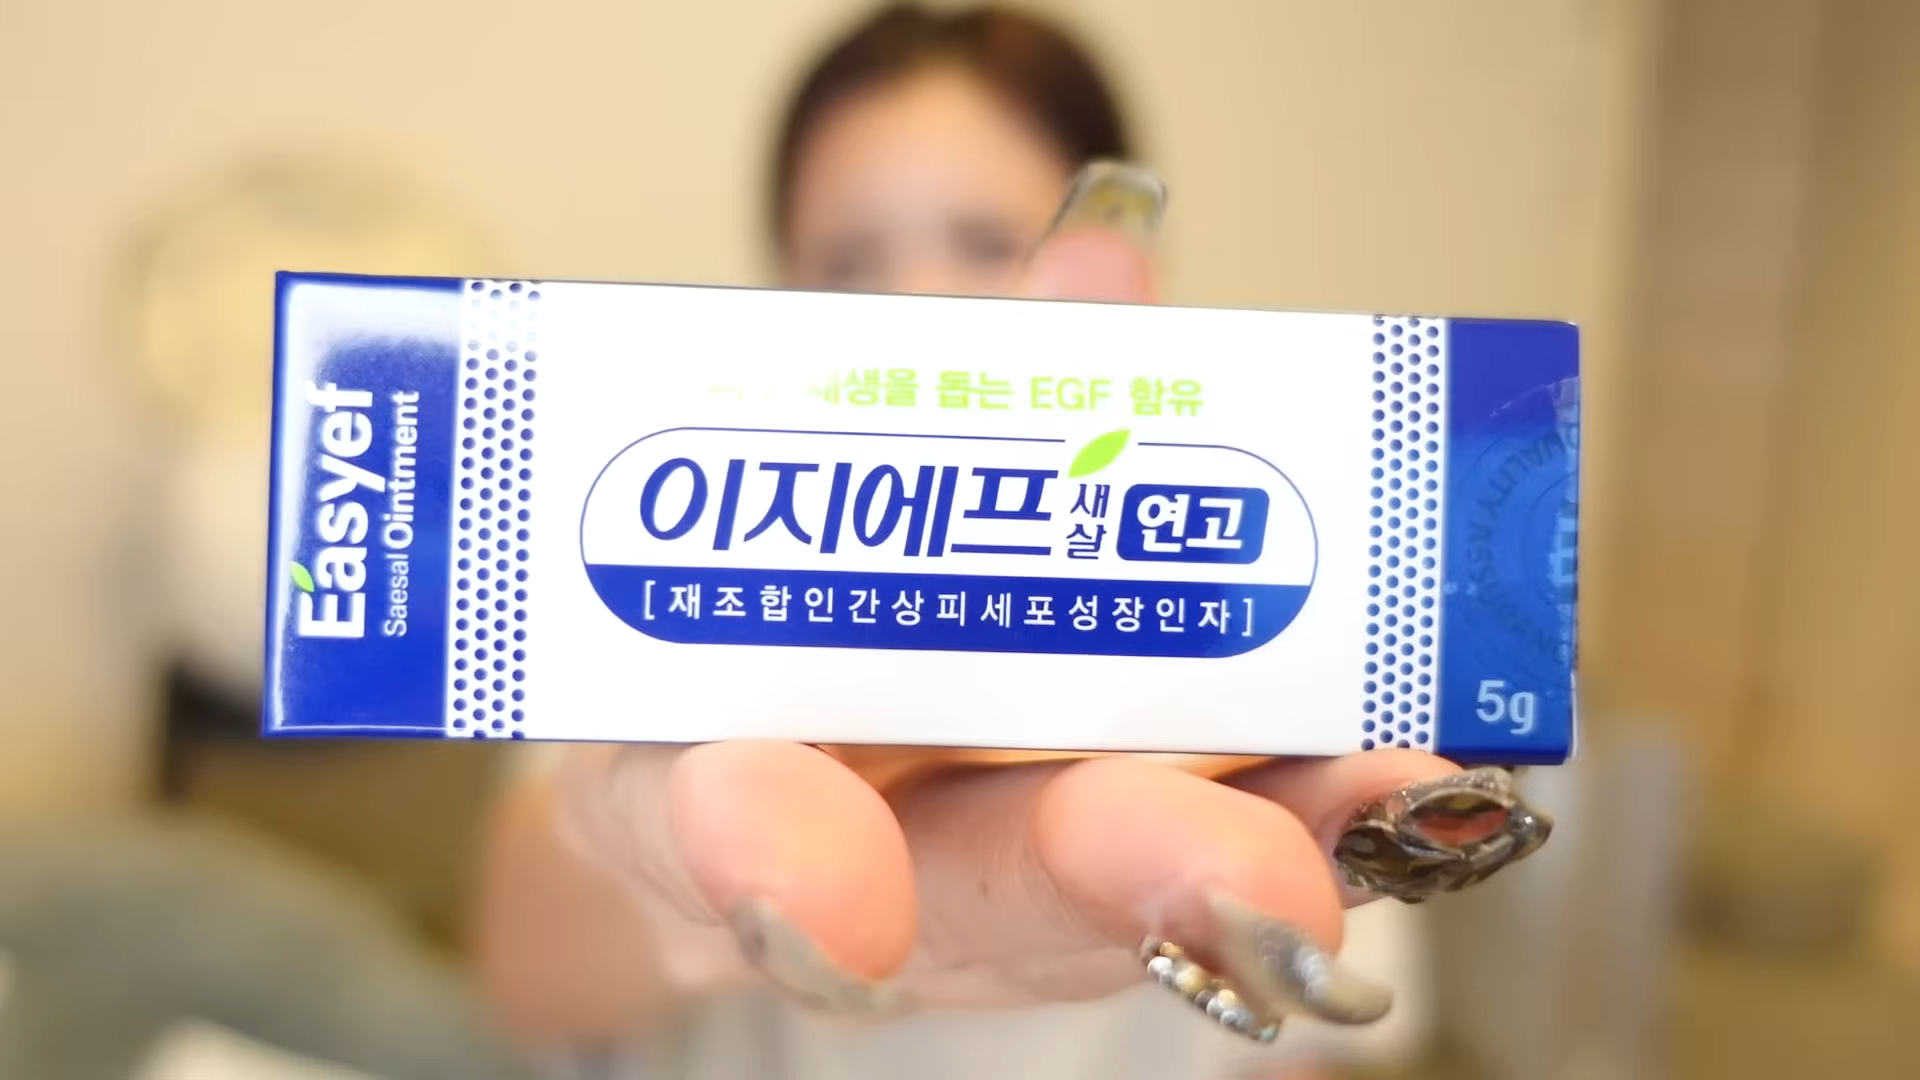 Easyef
Saesal Ointment
재생을 돕는 EGF 함유
이지에프 새살 연고
[재조합인간상피세포성장인자]
5g